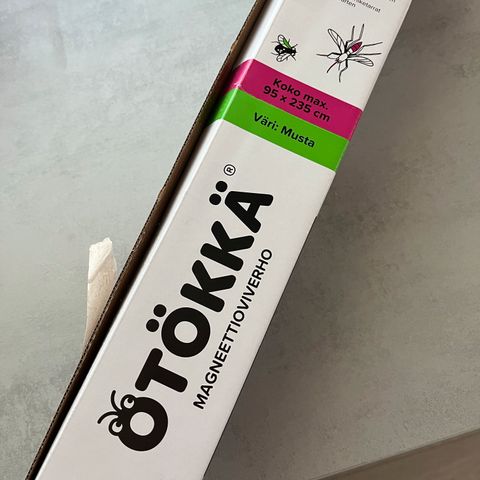 Koko max.
95 x 235 cm
Väri: Musta
ÖTÖKKÄ®
MAGNEETTIOVIVERHO